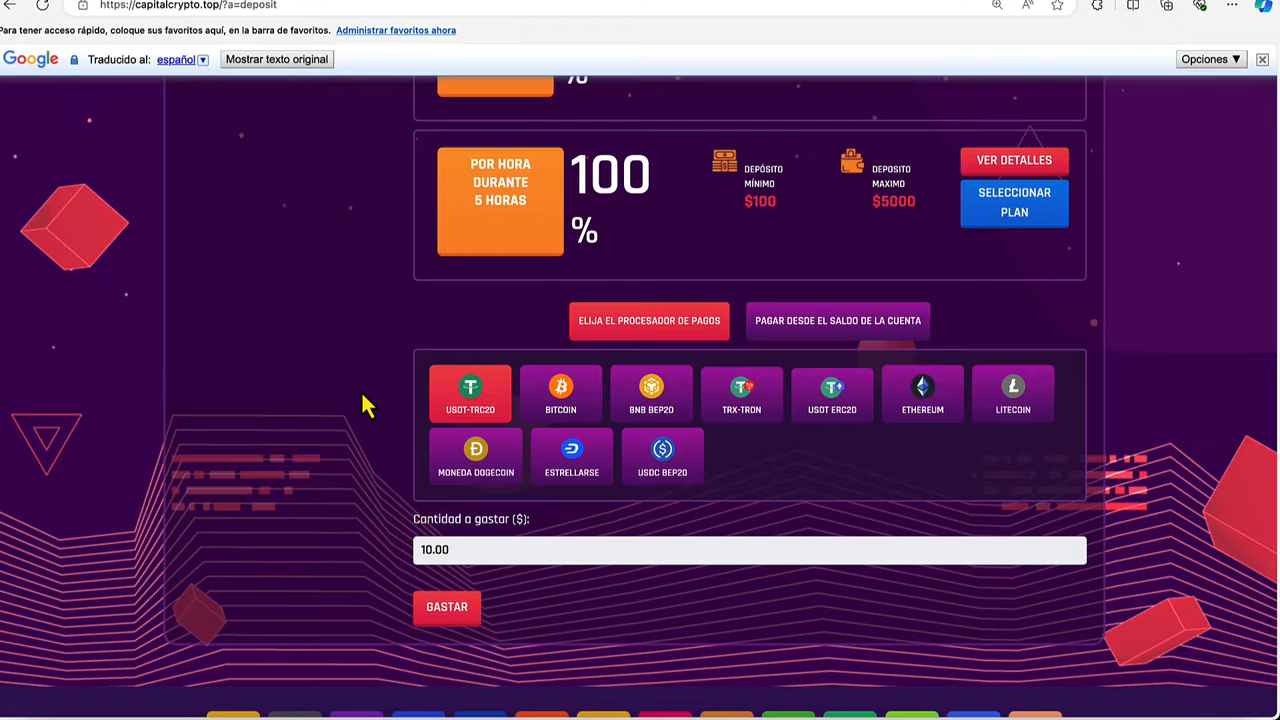 https://capitalcrypto.top/?a=deposit
Para tener acceso rápido, coloque sus favoritos aquí, en la barra de favoritos. Administrar favoritos ahora
Google Traducido al: español Mostrar texto original Opciones ▼
%
POR HORA
DURANTE
5 HORAS
100
%
DEPÓSITO
MÍNIMO
$100
DEPOSITO
MAXIMO
$5000
VER DETALLES
SELECCIONAR
PLAN
ELIJA EL PROCESADOR DE PAGOS
PAGAR DESDE EL SALDO DE LA CUENTA
USDT-TRC20
BITCOIN
BNB BEP20
TRX-TRON
USDT ERC20
ETHEREUM
LITECOIN
MONEDA DOGECOIN
ESTRELLARSE
USDC BEP20
Cantidad a gastar ($):
10.00
GASTAR